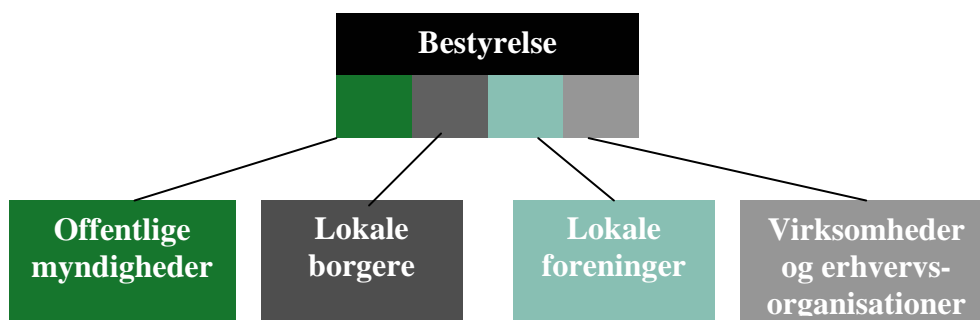 Bestyrelse
Offentlige
myndigheder
Lokale
borgere
Lokale
foreninger
Virksomheder
og erhvervs-
organisationer